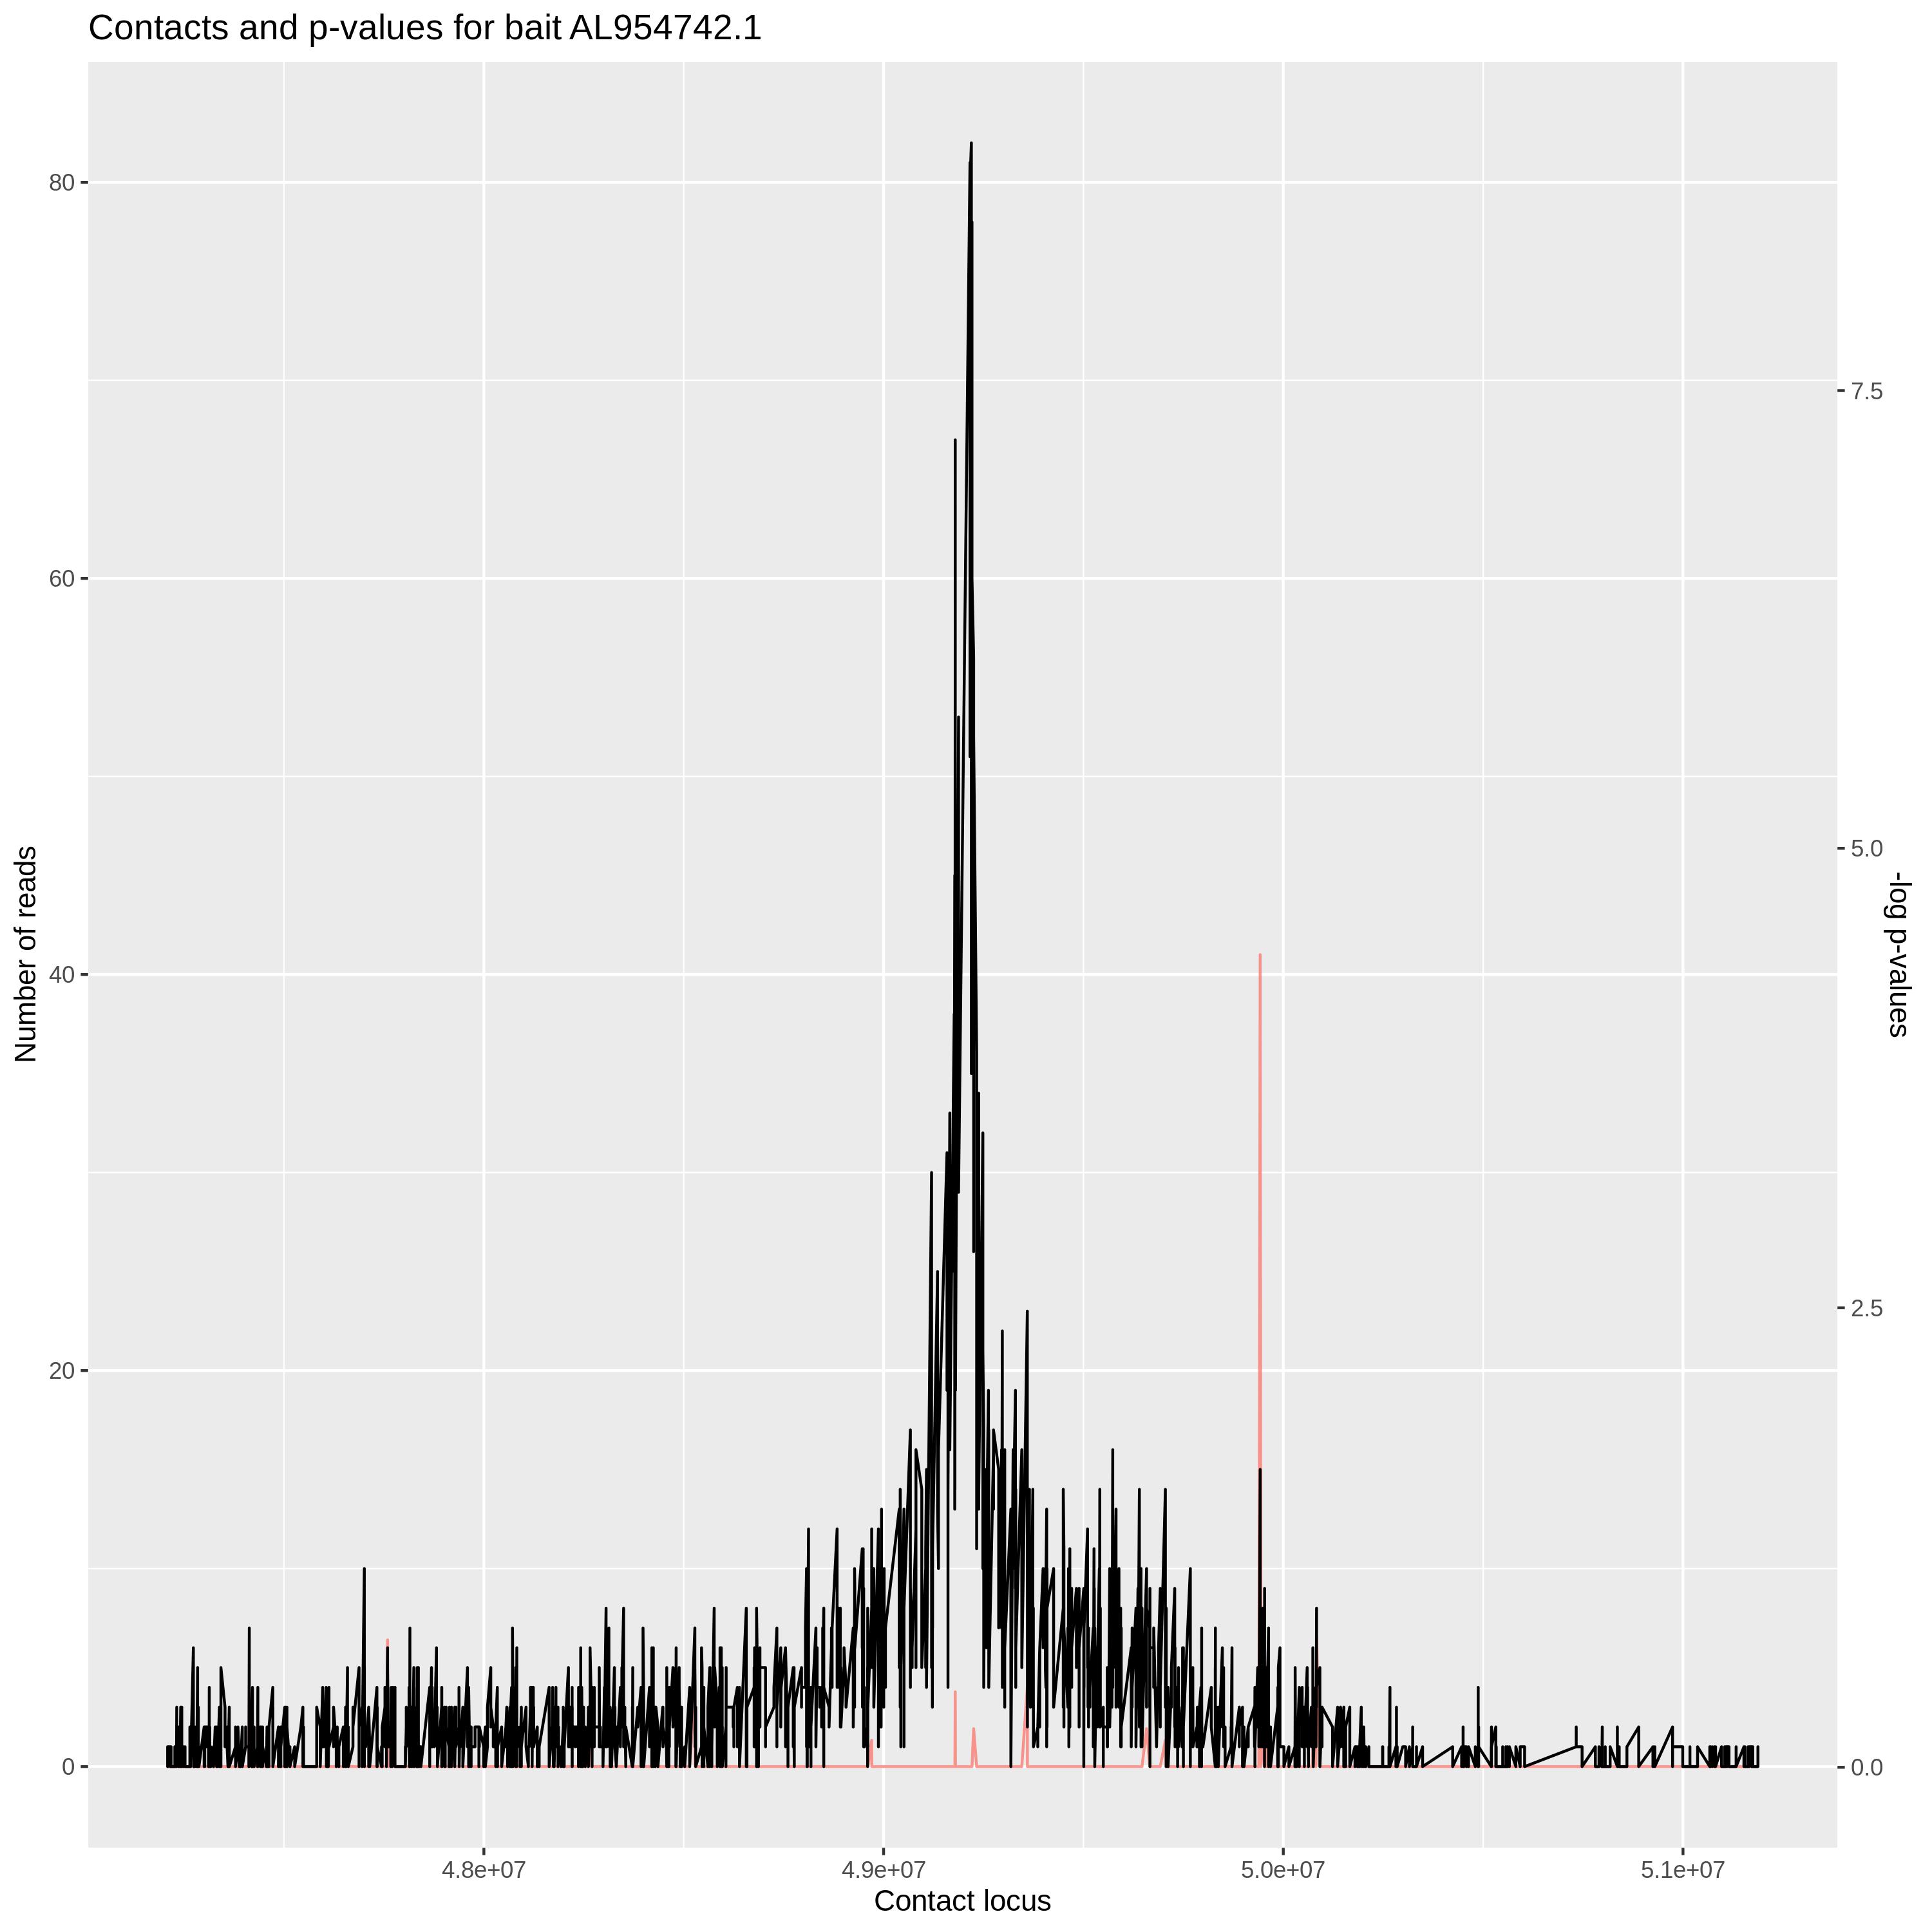 Contacts and p-values for bait AL954742.1
80
60
40
20
0
Number of reads
7.5
5.0
2.5
0.0
-log p-values
4.8e+07
4.9e+07
5.0e+07
5.1e+07
Contact locus